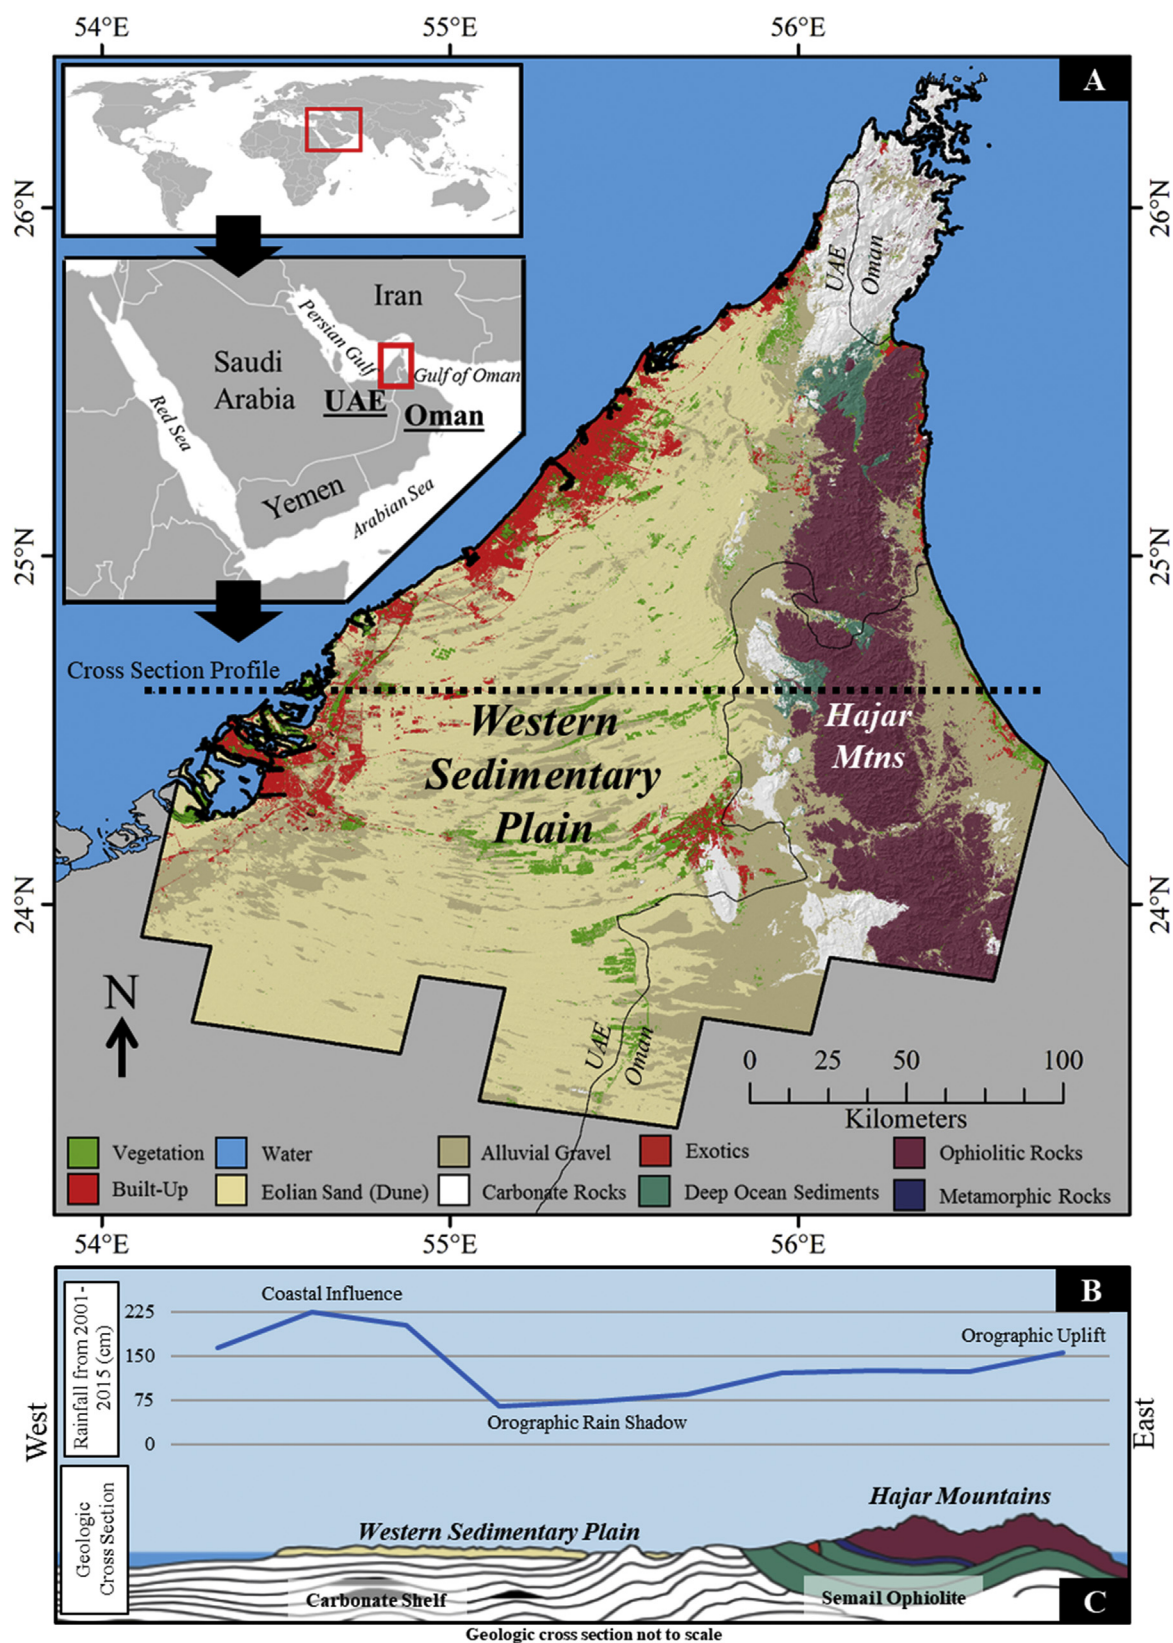 54°E 55°E 56°E
A
26°N 26°N
25°N 25°N
24°N 24°N
Iran
Persian Gulf
Saudi
Arabia
Gulf of Oman
UAE
Oman
Red Sea
Yemen
Arabian Sea
UAE
Oman
Cross Section Profile
Western
Sedimentary
Plain
Hajar
Mtns
N
UAE
Oman
0 25 50 100
Kilometers
Vegetation Water Alluvial Gravel Exotics Ophiolitic Rocks
Built-Up Eolian Sand (Dune) Carbonate Rocks Deep Ocean Sediments Metamorphic Rocks
54°E 55°E 56°E
B
Rainfall from 2001-
2015 (cm)
225
150
75
0
Coastal Influence
Orographic Uplift
Orographic Rain Shadow
West
East
Geologic
Cross Section
Hajar Mountains
Western Sedimentary Plain
Carbonate Shelf
Semail Ophiolite
C
Geologic cross section not to scale